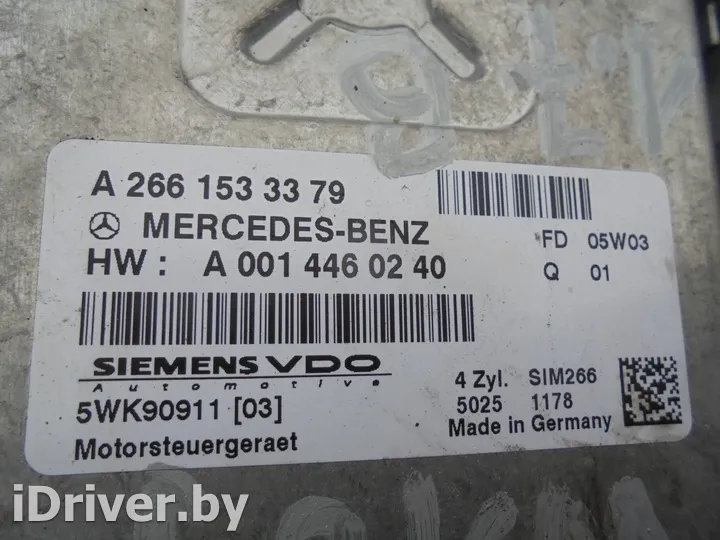 A 266 153 33 79
MERCEDES-BENZ
FD 05W03
HW : A 001 446 02 40
Q 01
SIEMENS VDO
Automotive
4 Zyl. SIM266
5WK90911 [03]
5025 1178
Motorsteuergeraet
Made in Germany
iDriver.by